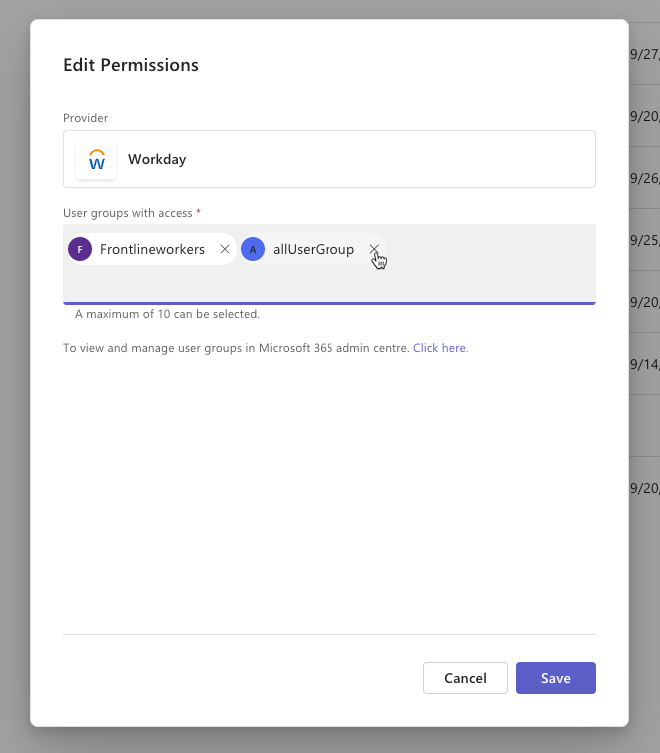 Edit Permissions
9/27,
Provider
9/20,
W
Workday
9/26,
User groups with access *
F Frontlineworkers A allUserGroup
9/25,
A maximum of 10 can be selected.
9/20,
To view and manage user groups in Microsoft 365 admin centre. Click here.
9/14,
9/20,
Cancel
Save